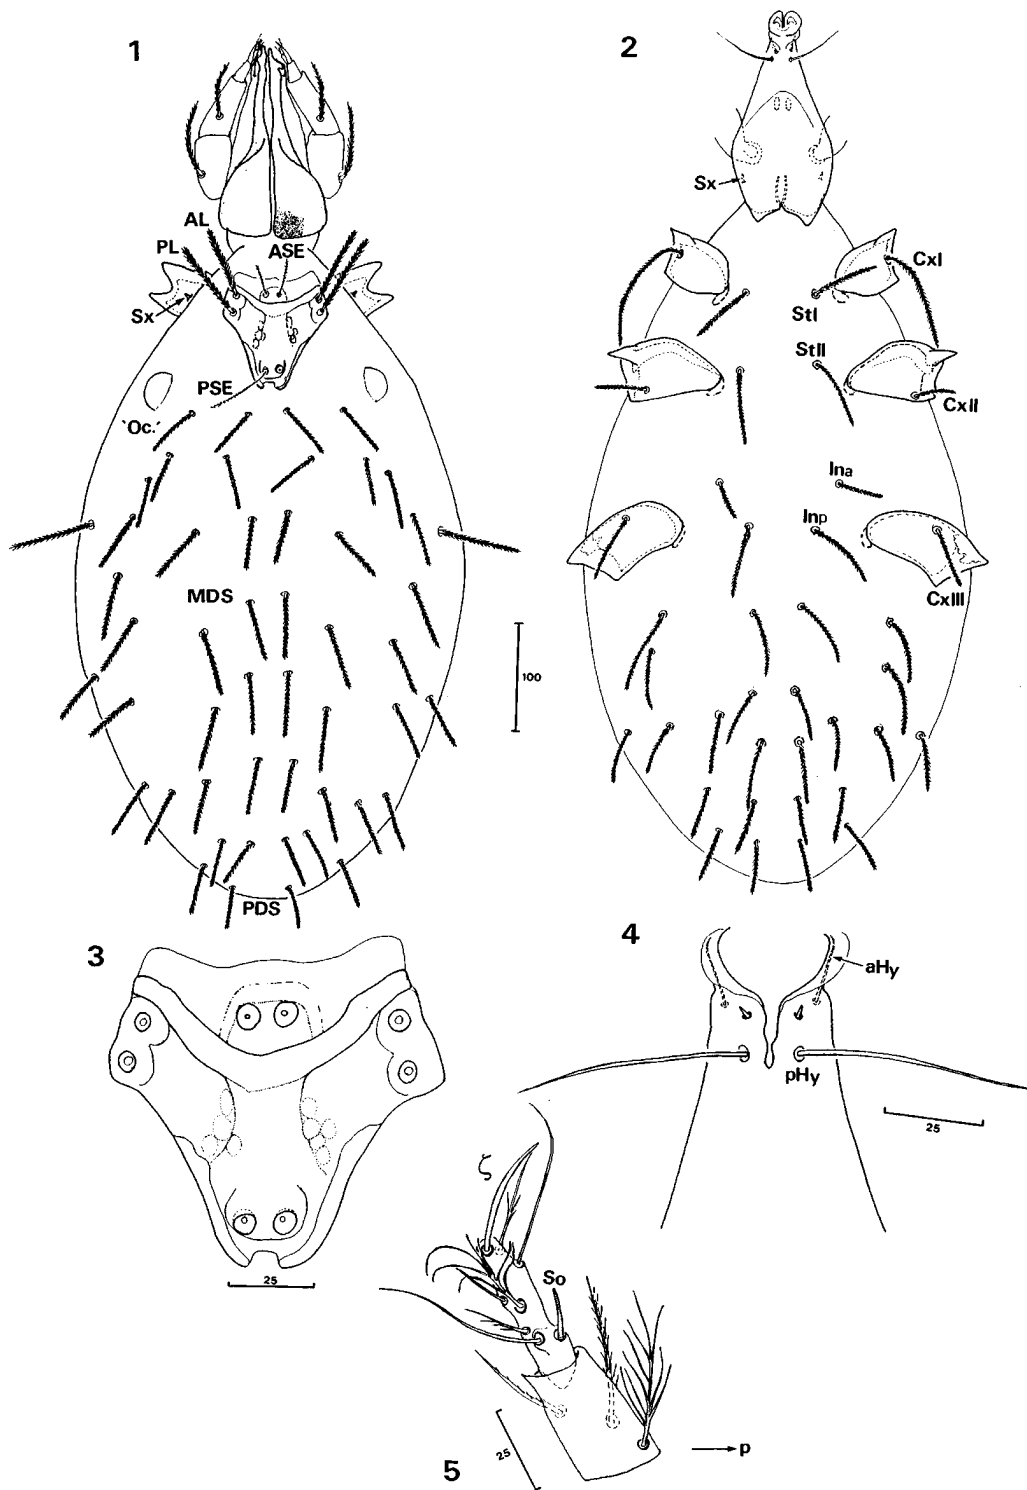 1
AL
PL
ASE
Sx
PSE
'Oc.'
MDS
100
PDS
2
Sx
CxI
StI
StII
CxII
Ina
Inp
CxIII
3
25
4
aHy
pHy
25
ζ
So
25
5
p